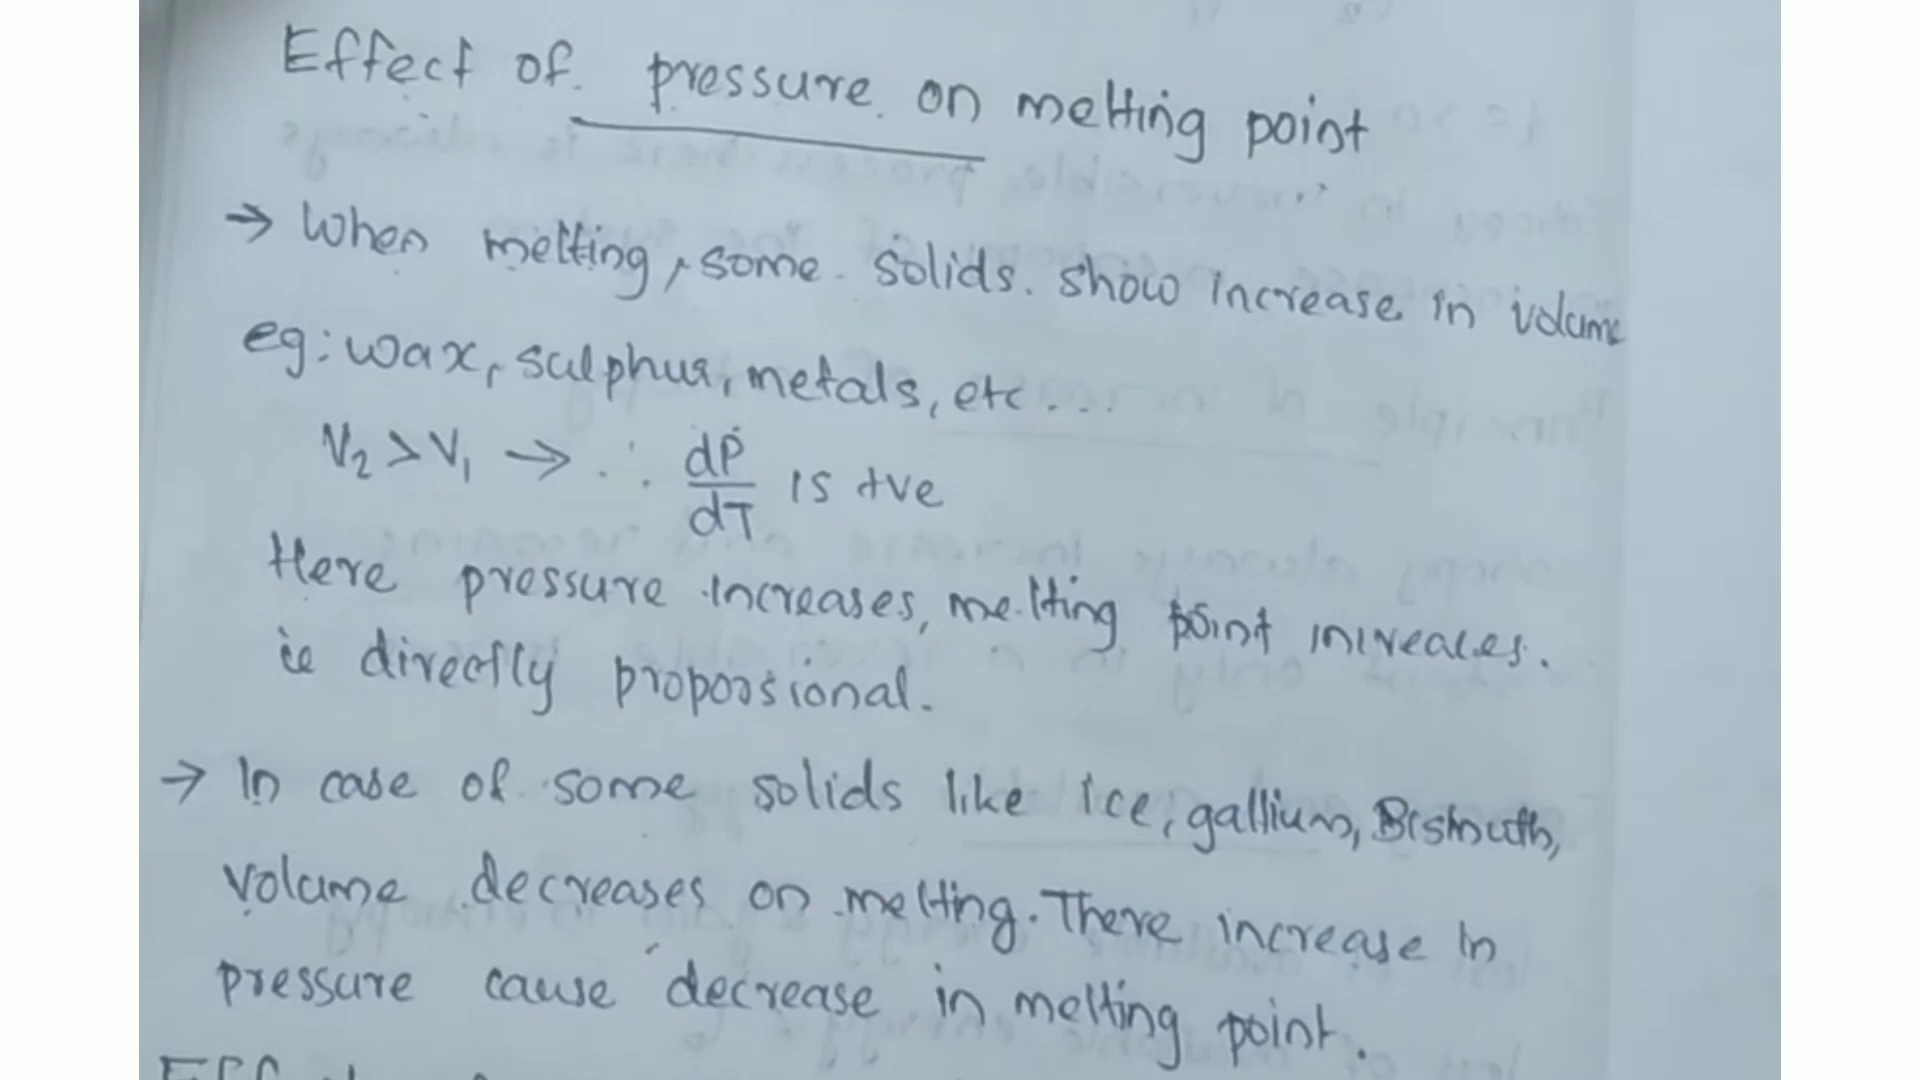 Effect of pressure on melting point
→ When melting, some solids show increase in volume
eg: wax, sulphur, metals, etc...
V₂ > V₁ → ∴ dP/dT is +ve
Here pressure increases, melting point increases.
ie directly proporsional.
→ In case of some solids like ice, gallium, Bismuth,
volume decreases on melting. There increase in
pressure cause decrease in melting point.